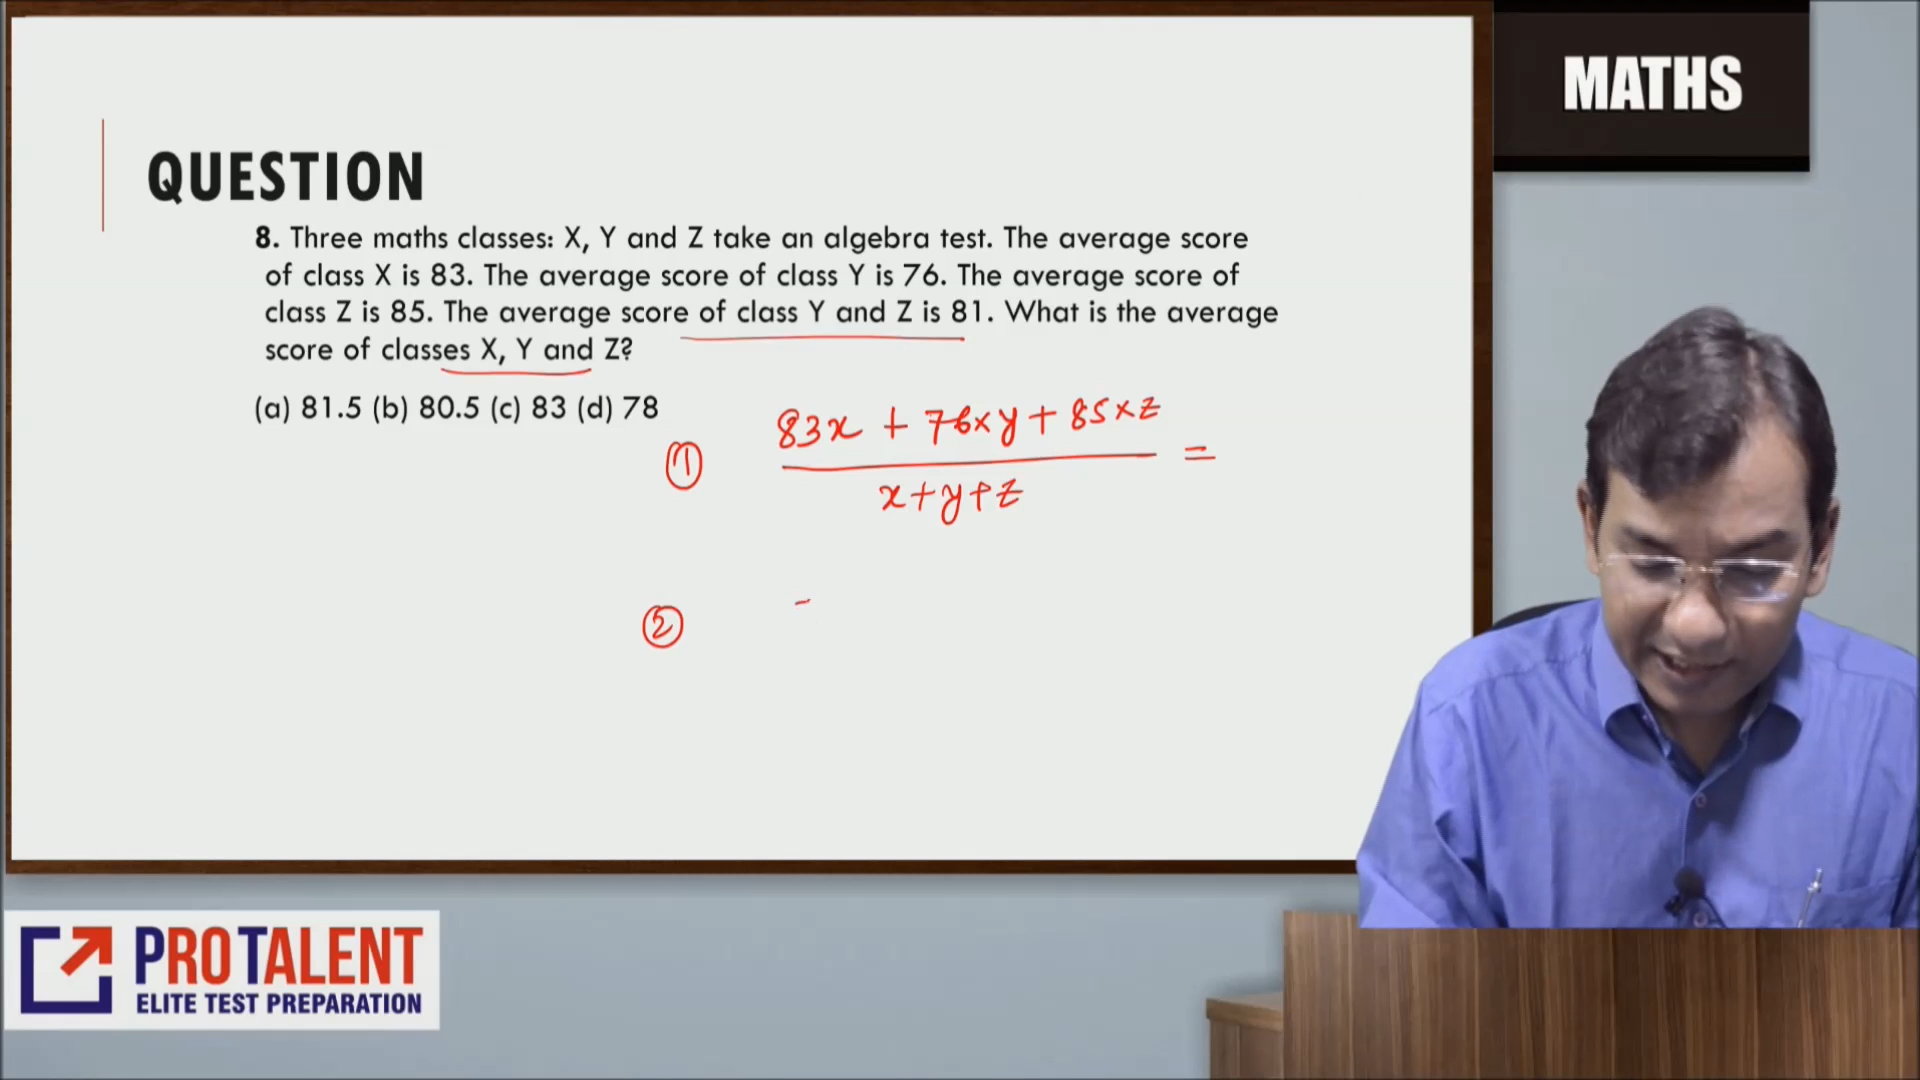 MATHS
QUESTION
8. Three maths classes: X, Y and Z take an algebra test. The average score
of class X is 83. The average score of class Y is 76. The average score of
class Z is 85. The average score of class Y and Z is 81. What is the average
score of classes X, Y and Z?
(a) 81.5 (b) 80.5 (c) 83 (d) 78
① 83x + 76×y + 85×z =
x+y+z
②
PROTALENT
ELITE TEST PREPARATION